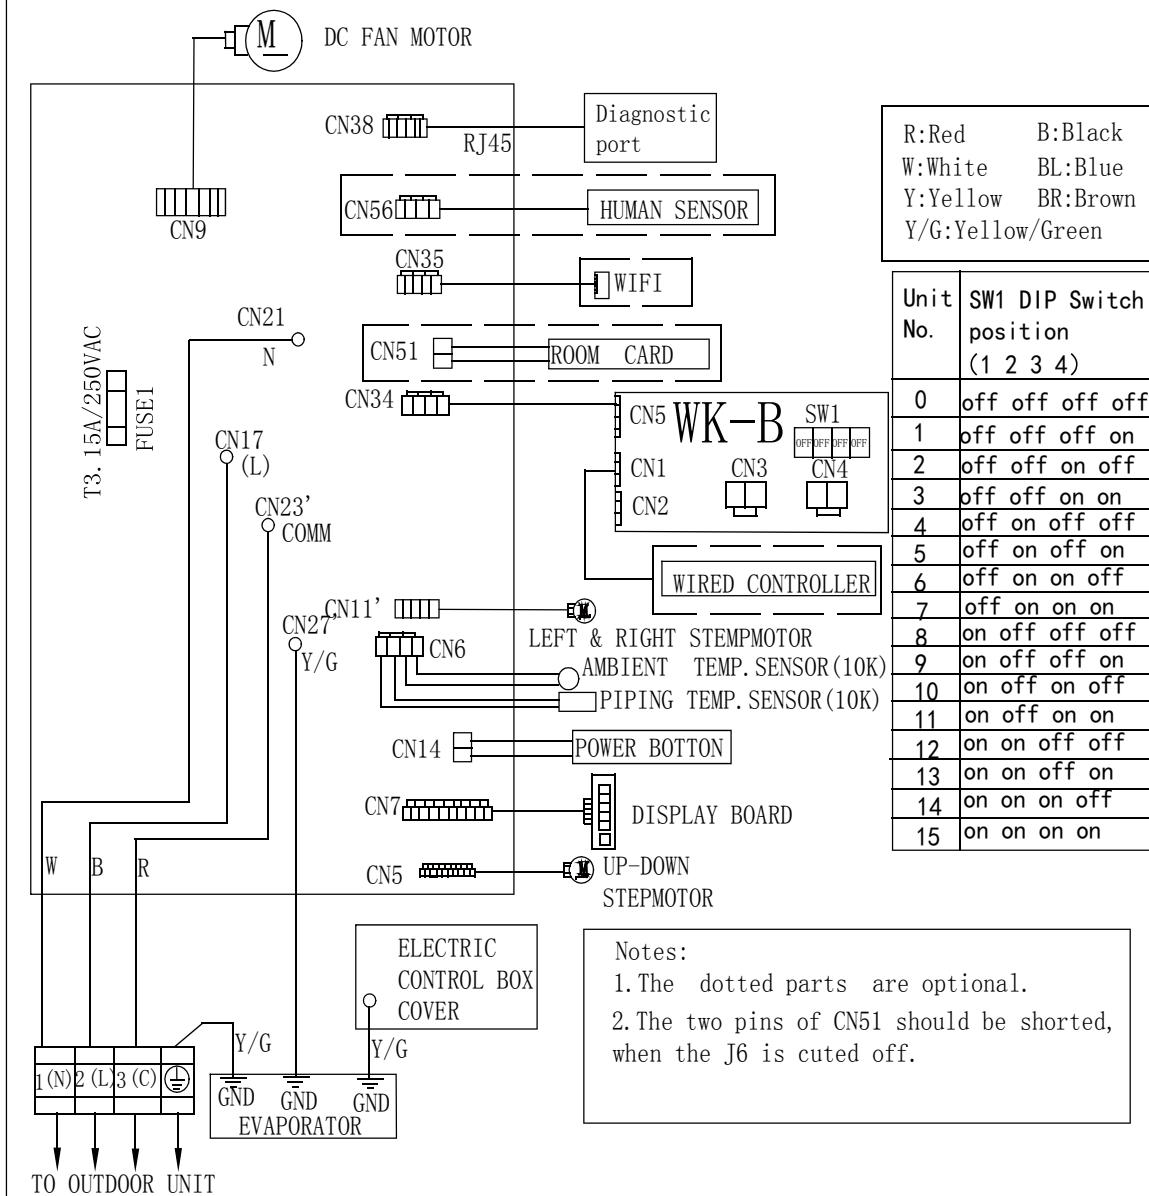 M
DC FAN MOTOR
CN9
CN38
RJ45
Diagnostic
port
CN56
HUMAN SENSOR
CN35
WIFI
CN21
N
CN51
ROOM CARD
T3.15A/250VAC
FUSE1
CN34
CN5
WK-B
SW1
OFF OFF OFF OFF
CN1
CN3
CN4
CN2
CN17
(L)
CN23'
COMM
WIRED CONTROLLER
CN11'
LEFT & RIGHT STEMPMOTOR
CN27'
Y/G
CN6
AMBIENT TEMP.SENSOR(10K)
PIPING TEMP.SENSOR(10K)
CN14
POWER BOTTON
CN7
DISPLAY BOARD
CN5
UP-DOWN
STEPMOTOR
W
B
R
ELECTRIC
CONTROL BOX
COVER
Y/G
Y/G
1(N)
2(L)
3(C)
GND
GND
GND
EVAPORATOR
TO OUTDOOR UNIT
R:Red B:Black
W:White BL:Blue
Y:Yellow BR:Brown
Y/G:Yellow/Green
Unit No.
SW1 DIP Switch
position
(1 2 3 4)
0 off off off off
1 off off off on
2 off off on off
3 off off on on
4 off on off off
5 off on off on
6 off on on off
7 off on on on
8 on off off off
9 on off off on
10 on off on off
11 on off on on
12 on on off off
13 on on off on
14 on on on off
15 on on on on
Notes:
1.The dotted parts are optional.
2.The two pins of CN51 should be shorted,
when the J6 is cuted off.